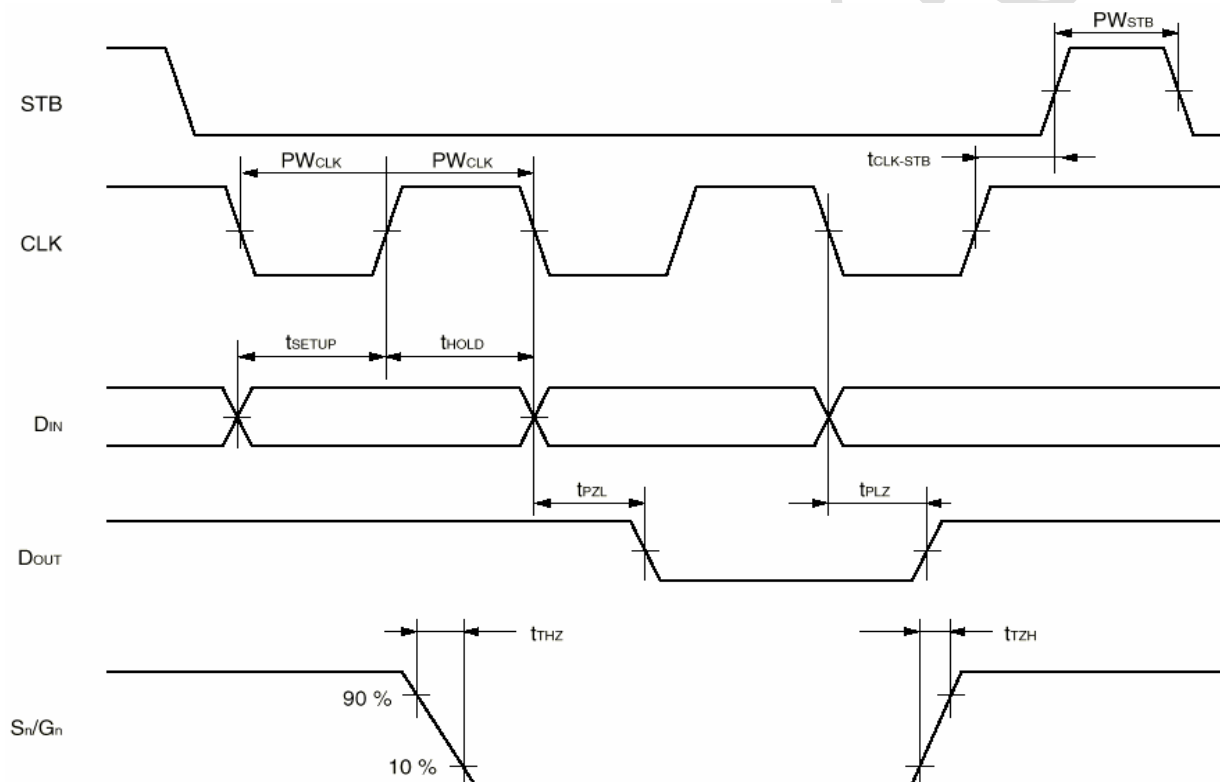 PWSTB
STB
tCLK-STB
PWCLK PWCLK
CLK
tSETUP tHOLD
DIN
tPZL tPLZ
DOUT
tTHZ tTZH
90 %
Sn/Gn
10 %